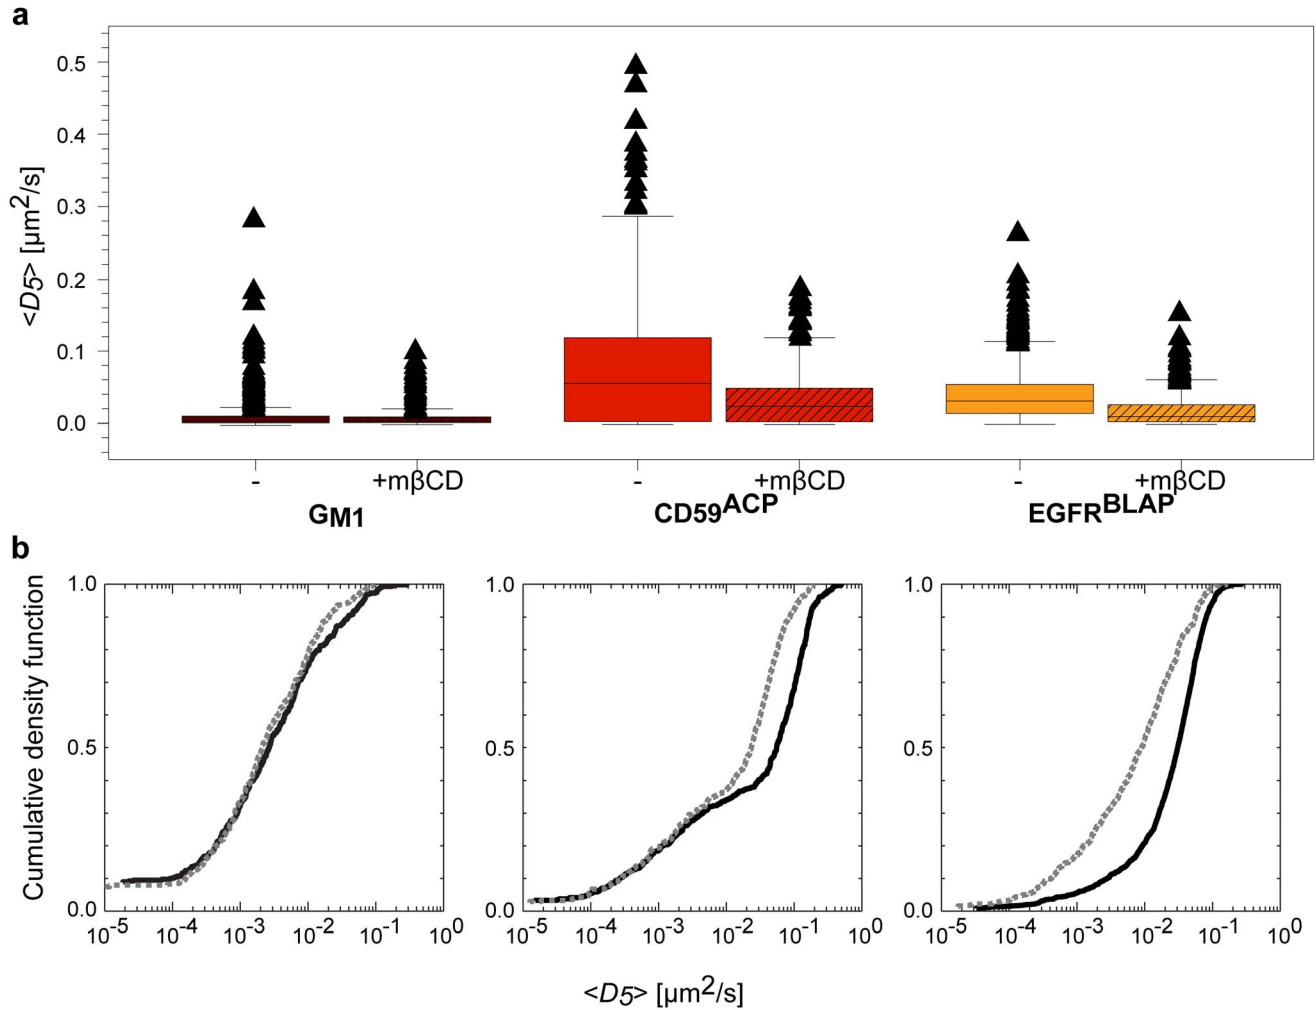 a
<D5> [µm2/s]
0.5
0.4
0.3
0.2
0.1
0.0
- +mβCD - +mβCD - +mβCD
GM1 CD59ACP EGFRBLAP
b
Cumulative density function
1.0 1.0 1.0
0.5 0.5 0.5
0.0 0.0 0.0
10-5 10-4 10-3 10-2 10-1 100 10-5 10-4 10-3 10-2 10-1 100 10-5 10-4 10-3 10-2 10-1 100
<D5> [µm2/s]